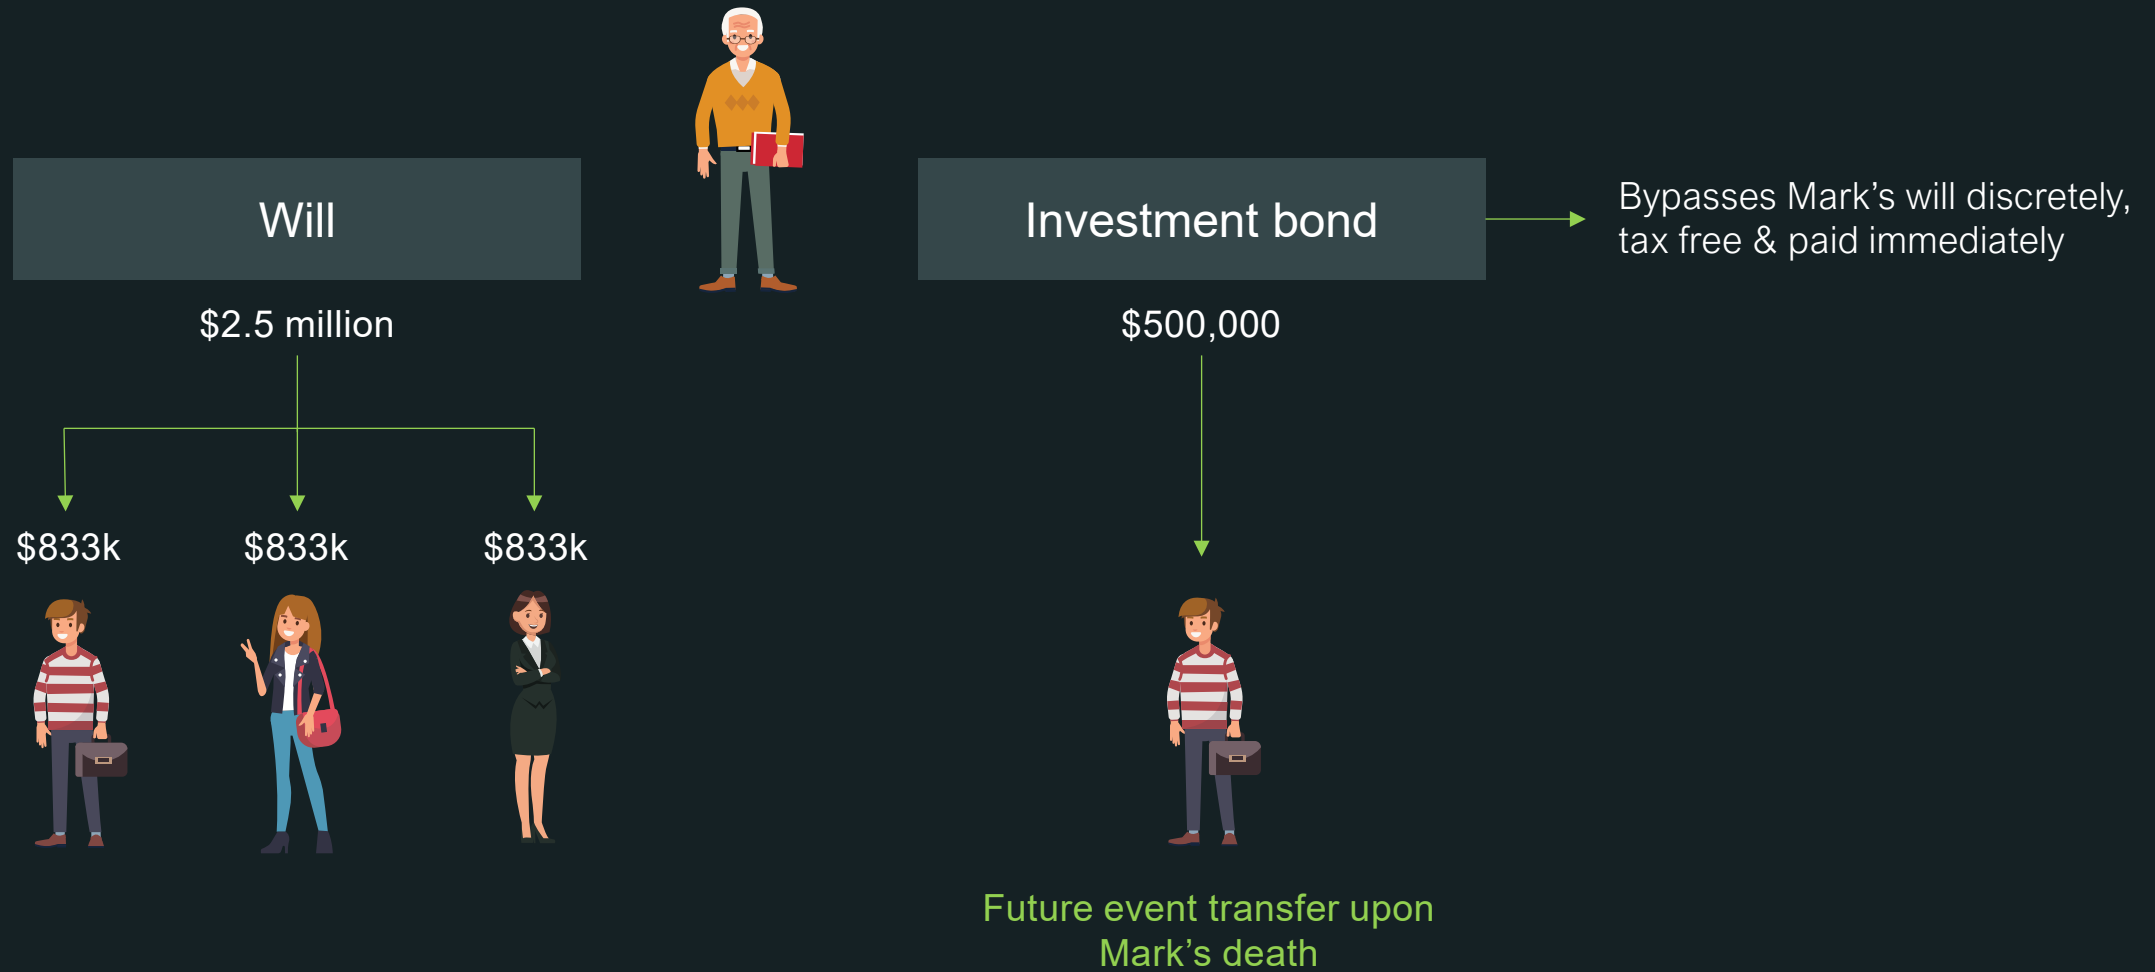 Will
Investment bond
Bypasses Mark’s will discretely,
tax free & paid immediately
$2.5 million
$500,000
$833k
$833k
$833k
Future event transfer upon
Mark’s death